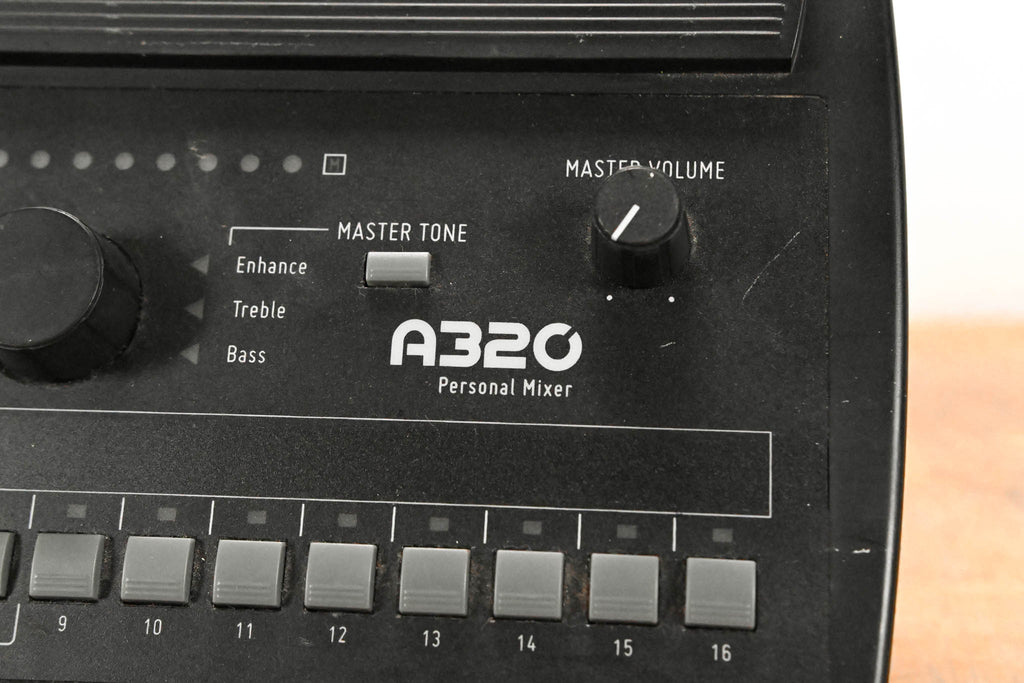 MASTER VOLUME
MASTER TONE
Enhance
Treble
Bass
A320
Personal Mixer
9 10 11 12 13 14 15 16